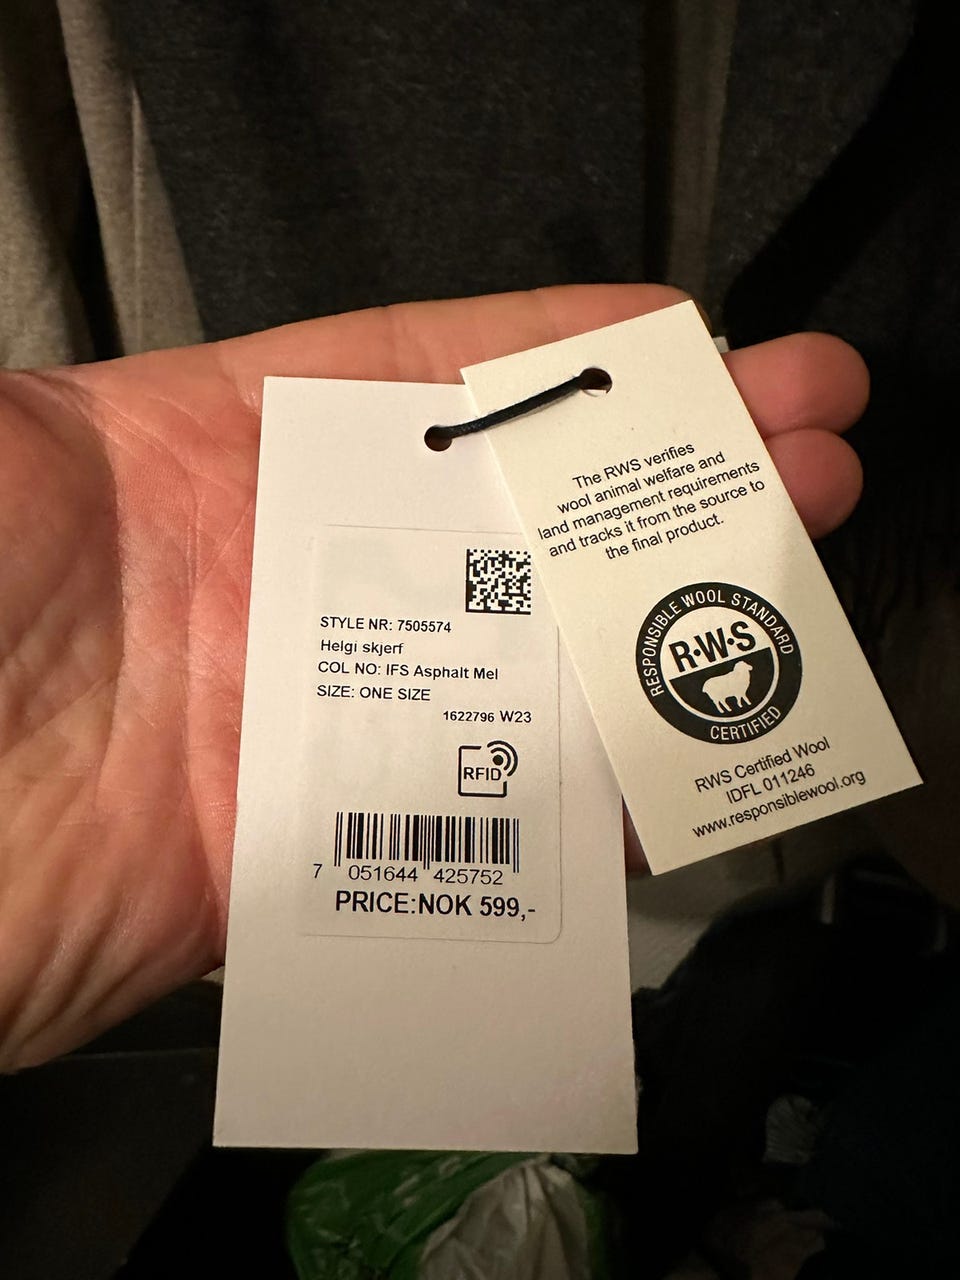 STYLE NR: 7505574
Helgi skjerf
COL NO: IFS Asphalt Mel
SIZE: ONE SIZE
1622796 W23
RFID
7 051644 425752
PRICE:NOK 599,-
The RWS verifies
wool animal welfare and
land management requirements
and tracks it from the source to
the final product.
RESPONSIBLE WOOL STANDARD
R·W·S
CERTIFIED
RWS Certified Wool
IDFL 011246
www.responsiblewool.org